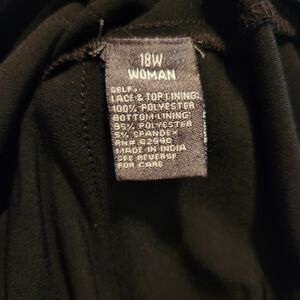 18W
WOMAN
SELF,
LACE & TOP LINING:
100% POLYESTER
BOTTOM LINING:
95% POLYESTER
5% SPANDEX
RN# 62990
MADE IN INDIA
SEE REVERSE
FOR CARE